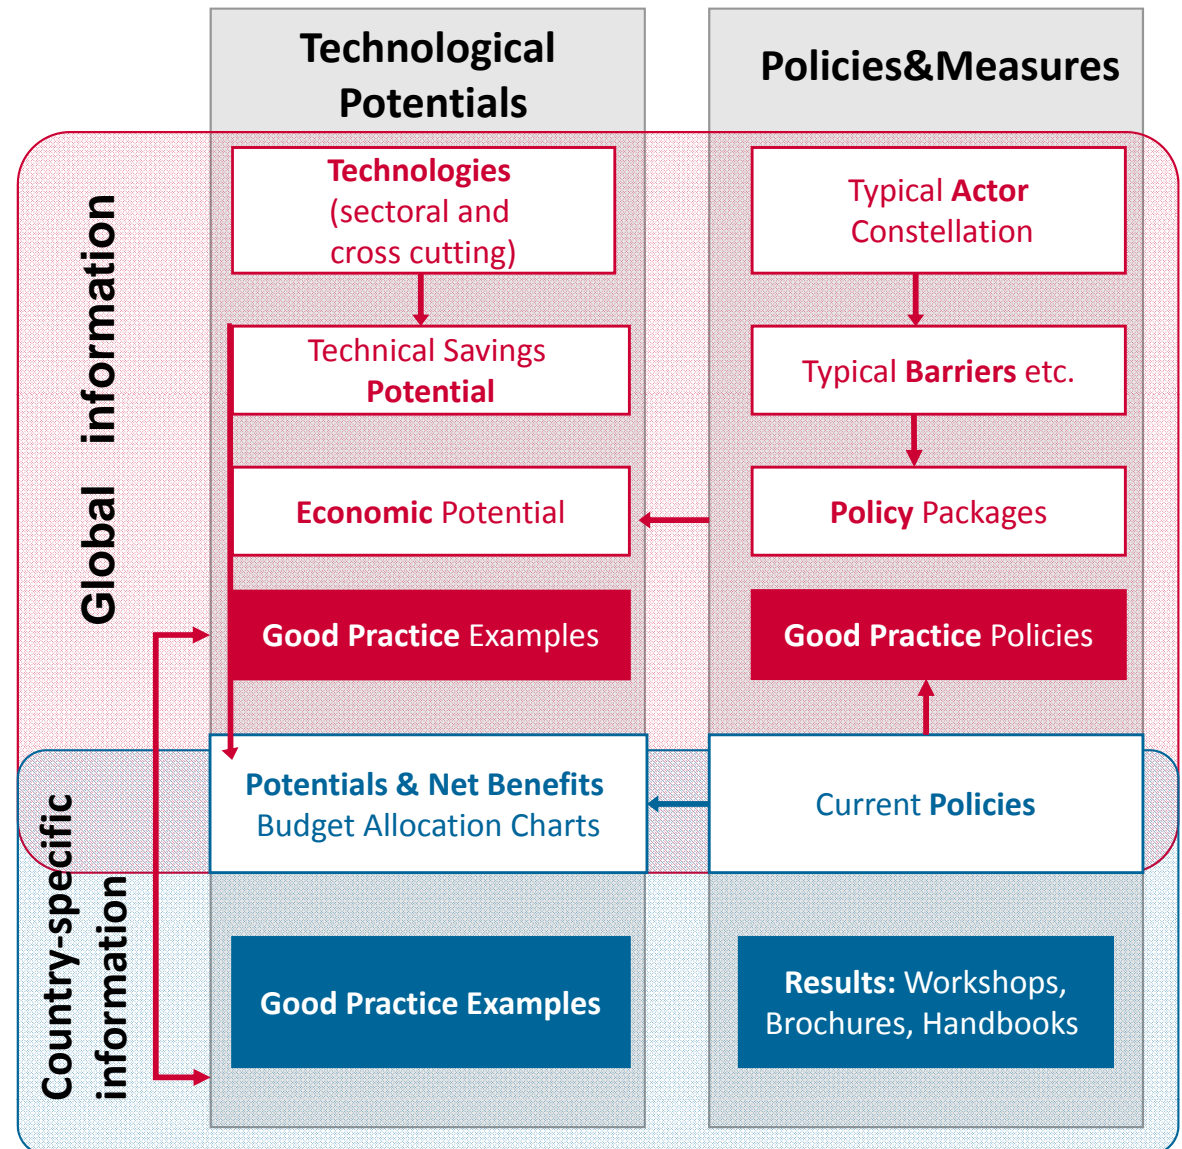 Technological
Potentials
Policies&Measures
Global information
Technologies
(sectoral and
cross cutting)
Typical Actor
Constellation
Technical Savings
Potential
Typical Barriers etc.
Economic Potential
Policy Packages
Good Practice Examples
Good Practice Policies
Country-specific
information
Potentials & Net Benefits
Budget Allocation Charts
Current Policies
Good Practice Examples
Results: Workshops,
Brochures, Handbooks